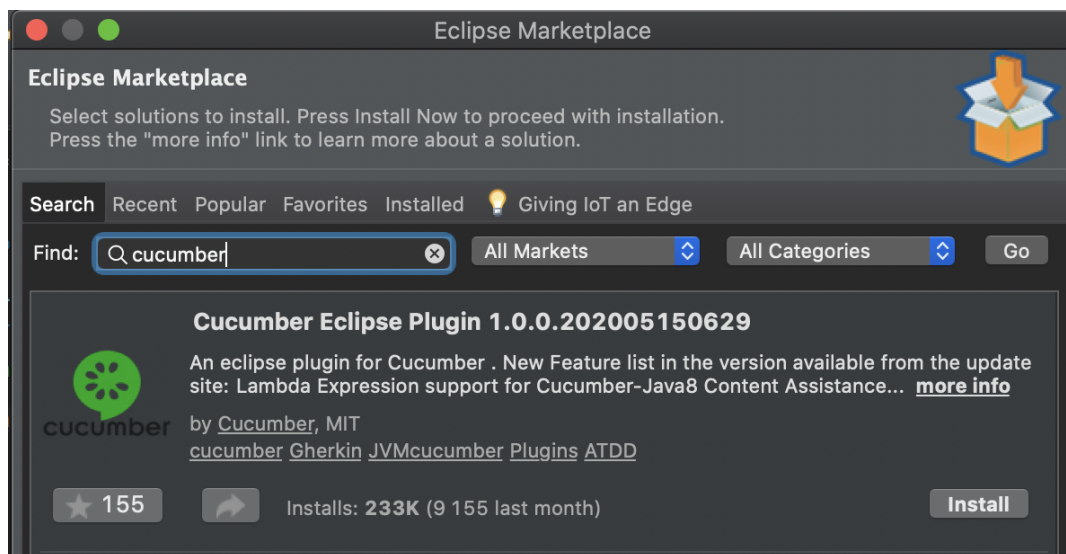 Eclipse Marketplace
Eclipse Marketplace
Select solutions to install. Press Install Now to proceed with installation.
Press the "more info" link to learn more about a solution.
Search Recent Popular Favorites Installed Giving IoT an Edge
Find: cucumber All Markets All Categories Go
Cucumber Eclipse Plugin 1.0.0.202005150629
An eclipse plugin for Cucumber . New Feature list in the version available from the update
site: Lambda Expression support for Cucumber-Java8 Content Assistance... more info
cucumber
by Cucumber, MIT
cucumber Gherkin JVMcucumber Plugins ATDD
155 Installs: 233K (9 155 last month) Install